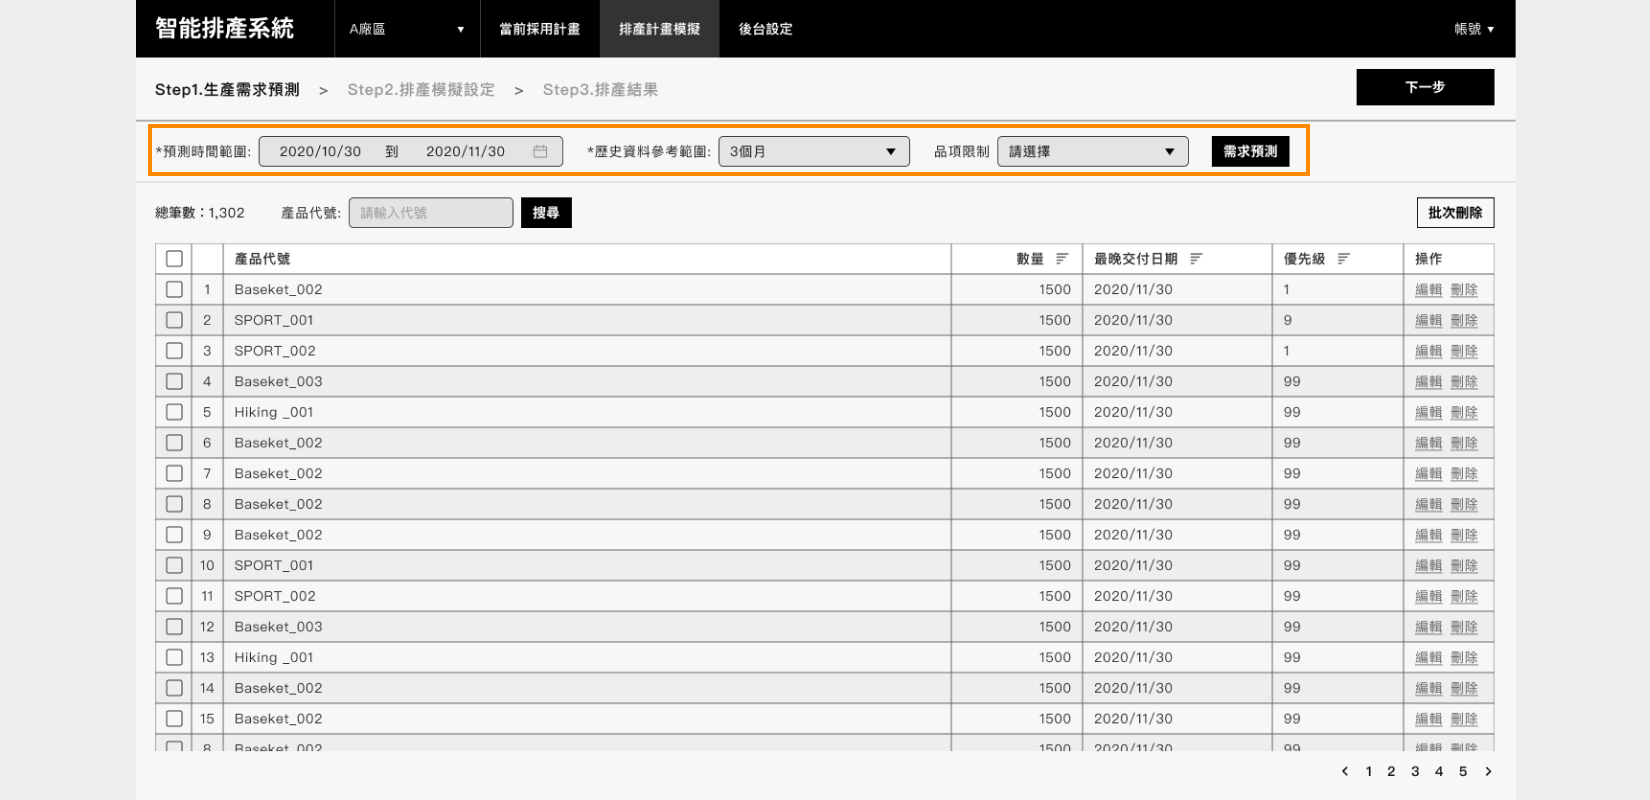 智能排產系統 A廠區 ▼ 當前採用計畫 排產計畫模擬 後台設定 帳號 ▼
Step1.生產需求預測 > Step2.排產模擬設定 > Step3.排產結果 下一步
*預測時間範圍: 2020/10/30 到 2020/11/30 *歷史資料參考範圍: 3個月 ▼ 品項限制 請選擇 ▼ 需求預測
總筆數：1,302 產品代號: 請輸入代號 搜尋 批次刪除
產品代號 數量 最晚交付日期 優先級 操作
1 Baseket_002 1500 2020/11/30 1 編輯 刪除
2 SPORT_001 1500 2020/11/30 9 編輯 刪除
3 SPORT_002 1500 2020/11/30 1 編輯 刪除
4 Baseket_003 1500 2020/11/30 99 編輯 刪除
5 Hiking _001 1500 2020/11/30 99 編輯 刪除
6 Baseket_002 1500 2020/11/30 99 編輯 刪除
7 Baseket_002 1500 2020/11/30 99 編輯 刪除
8 Baseket_002 1500 2020/11/30 99 編輯 刪除
9 Baseket_002 1500 2020/11/30 99 編輯 刪除
10 SPORT_001 1500 2020/11/30 99 編輯 刪除
11 SPORT_002 1500 2020/11/30 99 編輯 刪除
12 Baseket_003 1500 2020/11/30 99 編輯 刪除
13 Hiking _001 1500 2020/11/30 99 編輯 刪除
14 Baseket_002 1500 2020/11/30 99 編輯 刪除
15 Baseket_002 1500 2020/11/30 99 編輯 刪除
8 Baseket_002 1500 2020/11/30 99 編輯 刪除
< 1 2 3 4 5 >